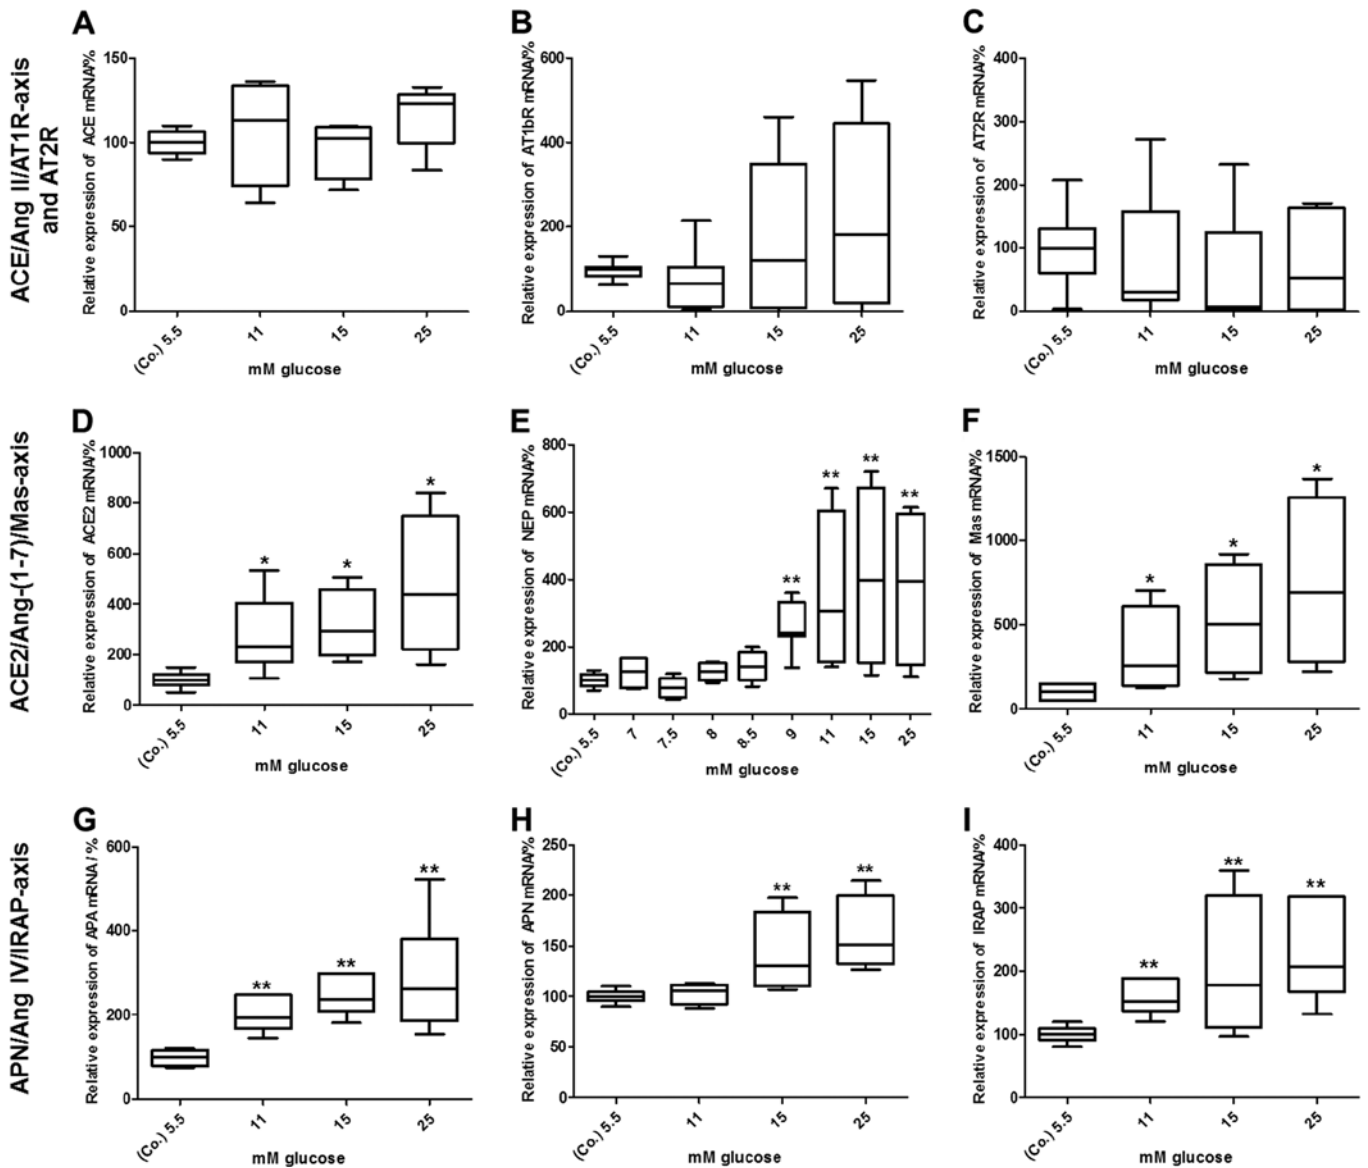 ACE/Ang II/AT1R-axis
and AT2R
A
Relative expression of ACE mRNA/%
150
100
50
0
(Co.) 5.5
11
15
25
mM glucose
B
Relative expression of AT1bR mRNA/%
600
400
200
0
(Co.) 5.5
11
15
25
mM glucose
C
Relative expression of AT2R mRNA/%
400
300
200
100
0
(Co.) 5.5
11
15
25
mM glucose
ACE2/Ang-(1-7)/Mas-axis
D
Relative expression of ACE2 mRNA/%
1000
800
600
400
200
0
*
*
*
(Co.) 5.5
11
15
25
mM glucose
E
Relative expression of NEP mRNA/%
800
600
400
200
0
**
**
**
**
(Co.) 5.5
7
7.5
8
8.5
9
11
15
25
mM glucose
F
Relative expression of Mas mRNA/%
1500
1000
500
0
*
*
*
(Co.) 5.5
11
15
25
mM glucose
APN/Ang IV/IRAP-axis
G
Relative expression of APA mRNA / %
600
400
200
0
**
**
**
(Co.) 5.5
11
15
25
mM glucose
H
Relative expression of APN mRNA/%
250
200
150
100
50
0
**
**
(Co.) 5.5
11
15
25
mM glucose
I
Relative expression of IRAP mRNA/%
400
300
200
100
0
**
**
**
(Co.) 5.5
11
15
25
mM glucose